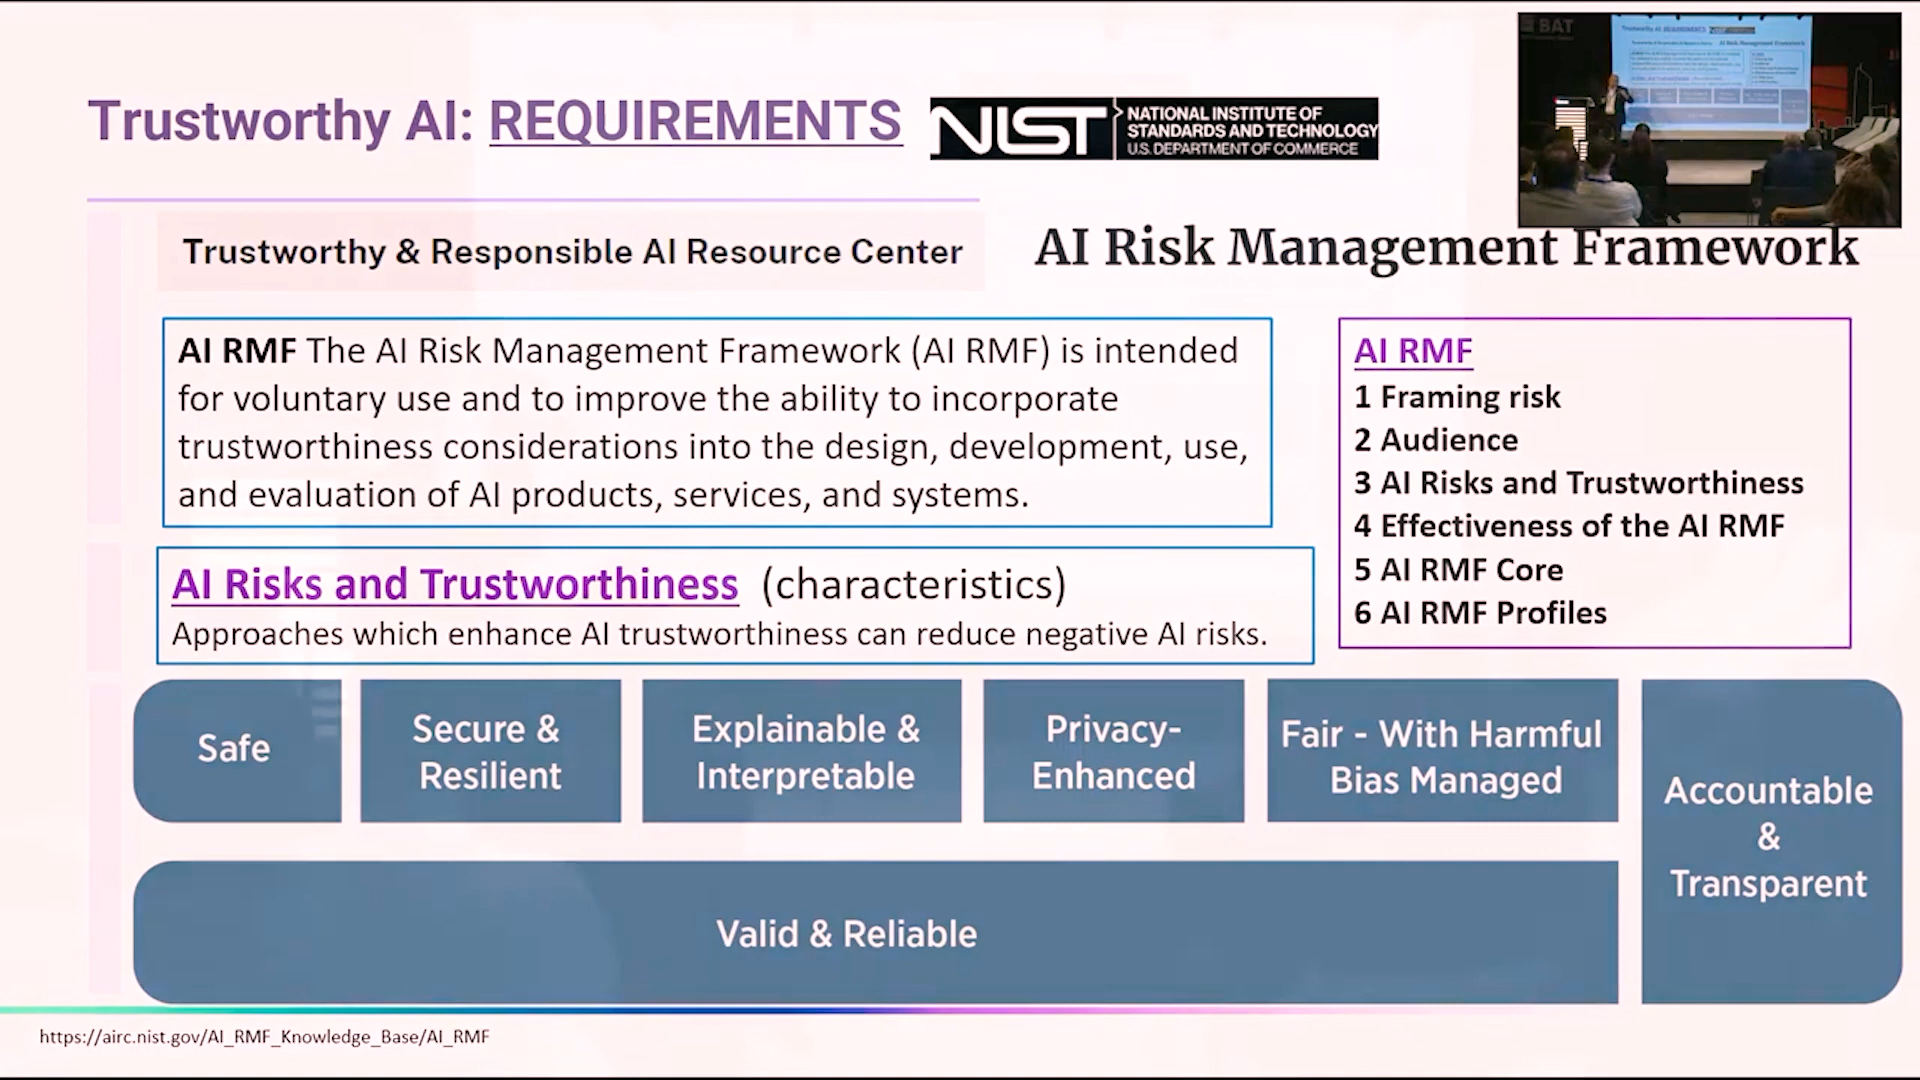 Trustworthy AI: REQUIREMENTS
NIST
NATIONAL INSTITUTE OF
STANDARDS AND TECHNOLOGY
U.S. DEPARTMENT OF COMMERCE
BAT
Trustworthy & Responsible AI Resource Center
AI Risk Management Framework
AI RMF The AI Risk Management Framework (AI RMF) is intended
for voluntary use and to improve the ability to incorporate
trustworthiness considerations into the design, development, use,
and evaluation of AI products, services, and systems.
AI RMF
1 Framing risk
2 Audience
3 AI Risks and Trustworthiness
4 Effectiveness of the AI RMF
5 AI RMF Core
6 AI RMF Profiles
AI Risks and Trustworthiness (characteristics)
Approaches which enhance AI trustworthiness can reduce negative AI risks.
Safe
Secure &
Resilient
Explainable &
Interpretable
Privacy-
Enhanced
Fair - With Harmful
Bias Managed
Accountable
&
Transparent
Valid & Reliable
https://airc.nist.gov/AI_RMF_Knowledge_Base/AI_RMF